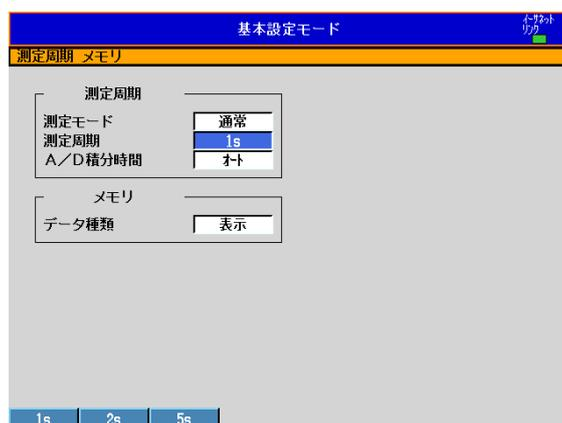 基本設定モード
イーサネット
リンク
測定周期 メモリ
測定周期
測定モード 通常
測定周期 1s
A/D積分時間 オート
メモリ
データ種類 表示
1s 2s 5s